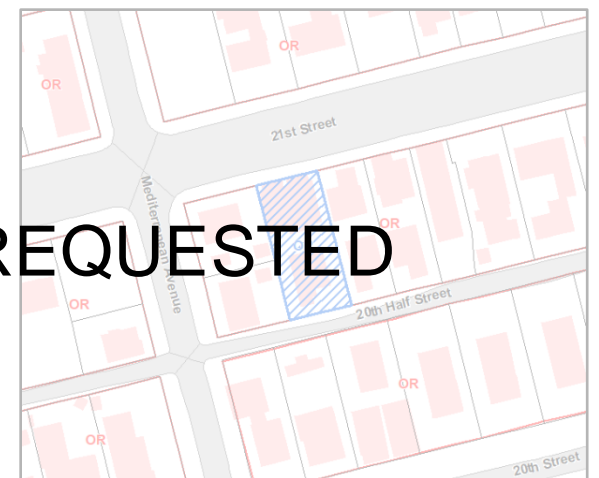 OR
OR
21st Street
Mediterranean Avenue
REQUESTED
OR
OR
20th Half Street
OR
OR
20th Street